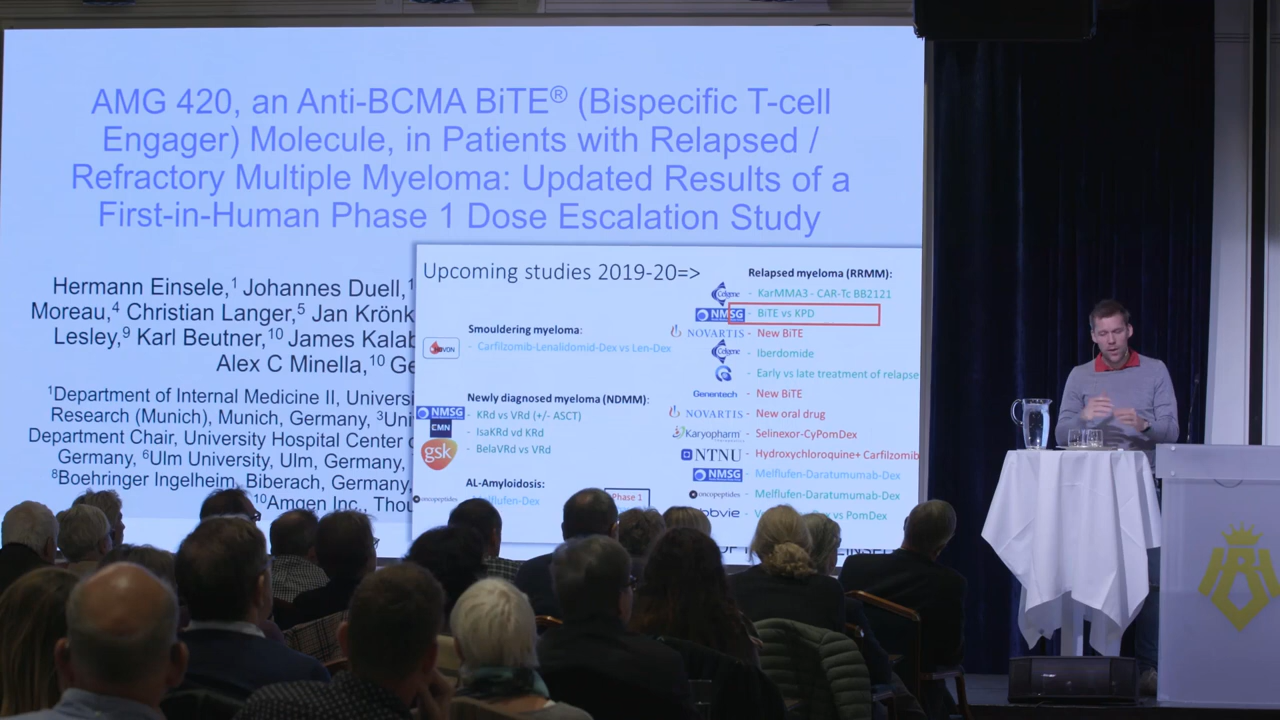 AMG 420, an Anti-BCMA BiTE® (Bispecific T-cell
Engager) Molecule, in Patients with Relapsed /
Refractory Multiple Myeloma: Updated Results of a
First-in-Human Phase 1 Dose Escalation Study
Hermann Einsele,¹ Johannes Duell,¹
Moreau,⁴ Christian Langer,⁵ Jan Krönk
Lesley,⁹ Karl Beutner,¹⁰ James Kalab
Alex C Minella,¹⁰ Ge
¹Department of Internal Medicine II, Universi
Research (Munich), Munich, Germany, ³Uni
Department Chair, University Hospital Center
Germany, ⁶Ulm University, Ulm, Germany,
⁸Boehringer Ingelheim, Biberach, Germany,
¹⁰Amgen Inc., Thou
Upcoming studies 2019-20=>
Smouldering myeloma:
HOVON
- Carfilzomib-Lenalidomid-Dex vs Len-Dex
Newly diagnosed myeloma (NDMM):
NMSG - KRd vs VRd (+/- ASCT)
EMN - IsaKRd vd KRd
gsk - BelaVRd vs VRd
AL-Amyloidosis:
oncopeptides - Melflufen-Dex
Phase 1
Relapsed myeloma (RRMM):
Celgene - KarMMA3 - CAR-Tc BB2121
NMSG - BiTE vs KPD
NOVARTIS - New BiTE
Celgene - Iberdomide
- Early vs late treatment of relapse
Genentech - New BiTE
NOVARTIS - New oral drug
Karyopharm - Selinexor-CyPomDex
NTNU - Hydroxychloroquine+ Carfilzomib
NMSG - Melflufen-Daratumumab-Dex
oncopeptides - Melflufen-Daratumumab-Dex
bbvie - Dex vs PomDex